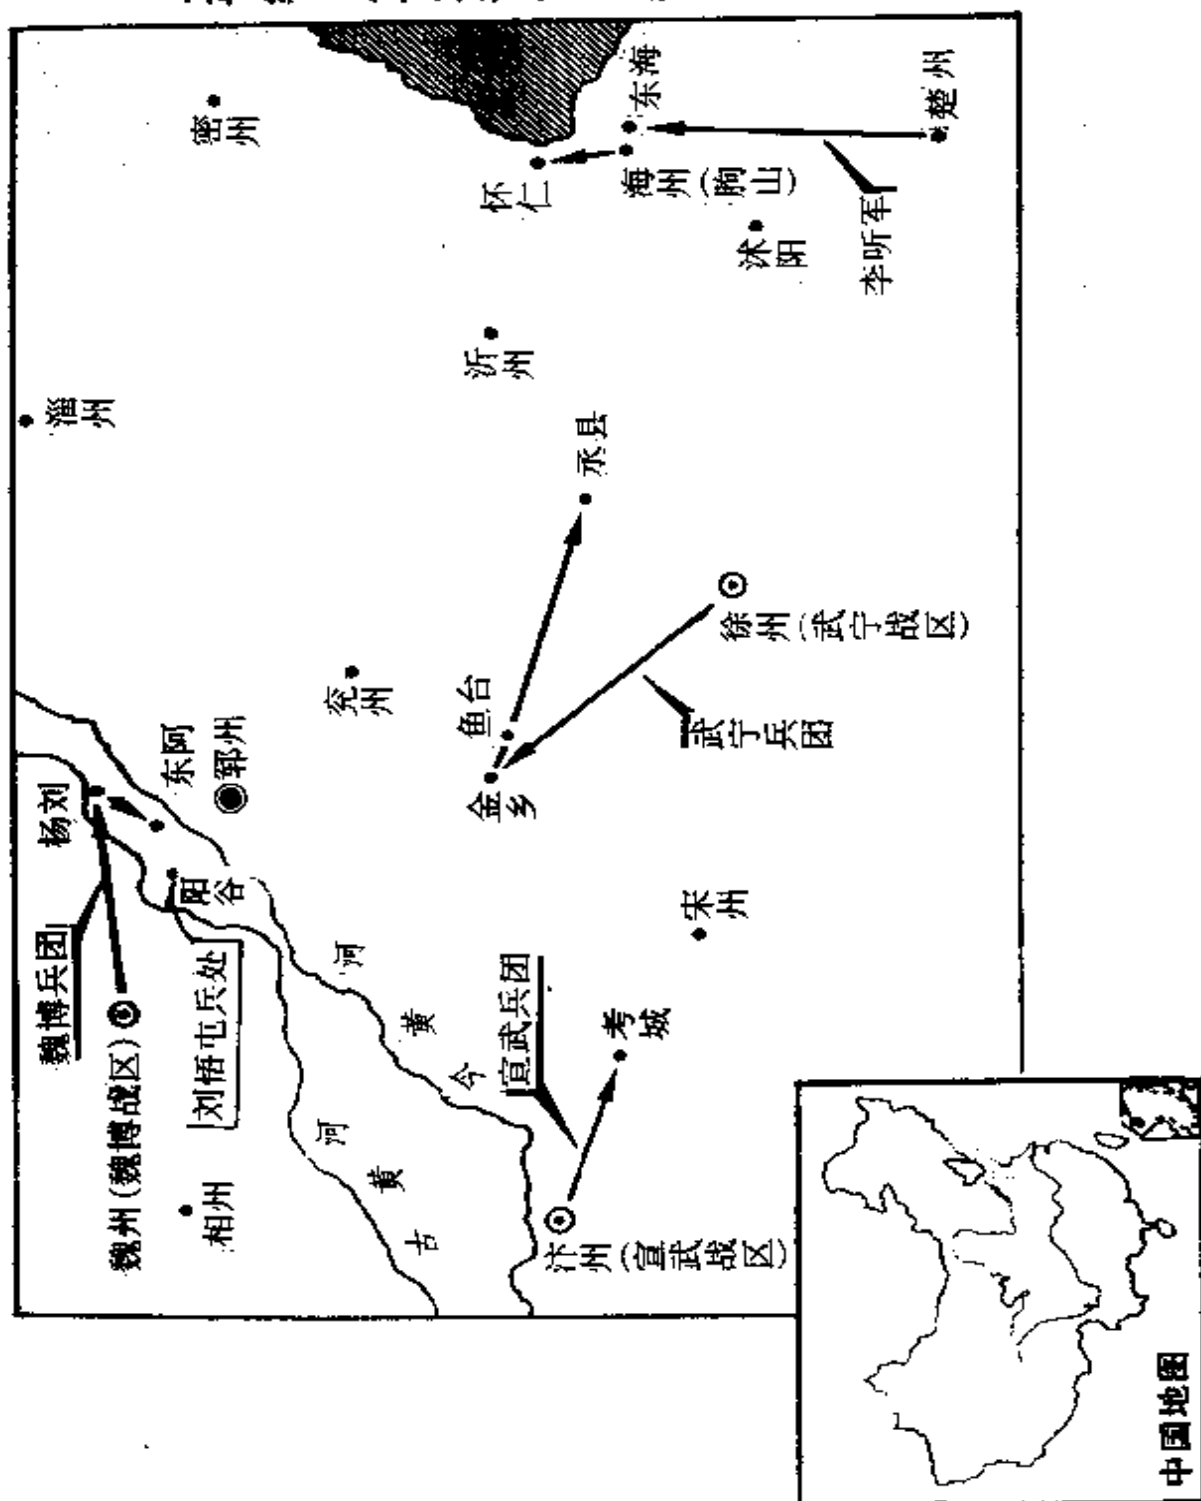 密州
淄州
东海
怀仁
海州(朐山)
楚州
沭阳
李听军
沂州
承县
徐州(武宁战区)
武宁兵团
兖州
鱼台
金乡
东阿
郓州
杨刘
阳谷
魏博兵团
刘悟屯兵处
魏州(魏博战区)
相州
今黄河
古黄河
宋州
宣武兵团
考城
汴州(宣武战区)
中国地图